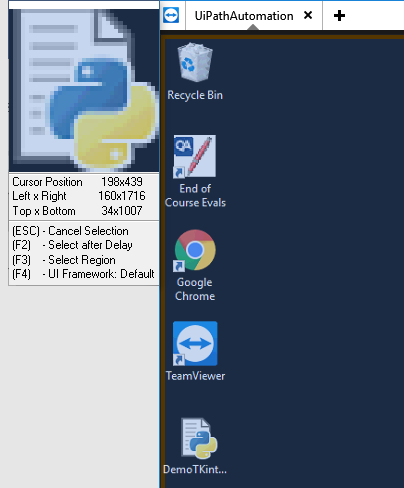 UiPathAutomation
Cursor Position 198x439
Left x Right 160x1716
Top x Bottom 34x1007
(ESC) - Cancel Selection
(F2) - Select after Delay
(F3) - Select Region
(F4) - UI Framework: Default
Recycle Bin
QA
End of
Course Evals
Google
Chrome
TeamViewer
DemoTKint...